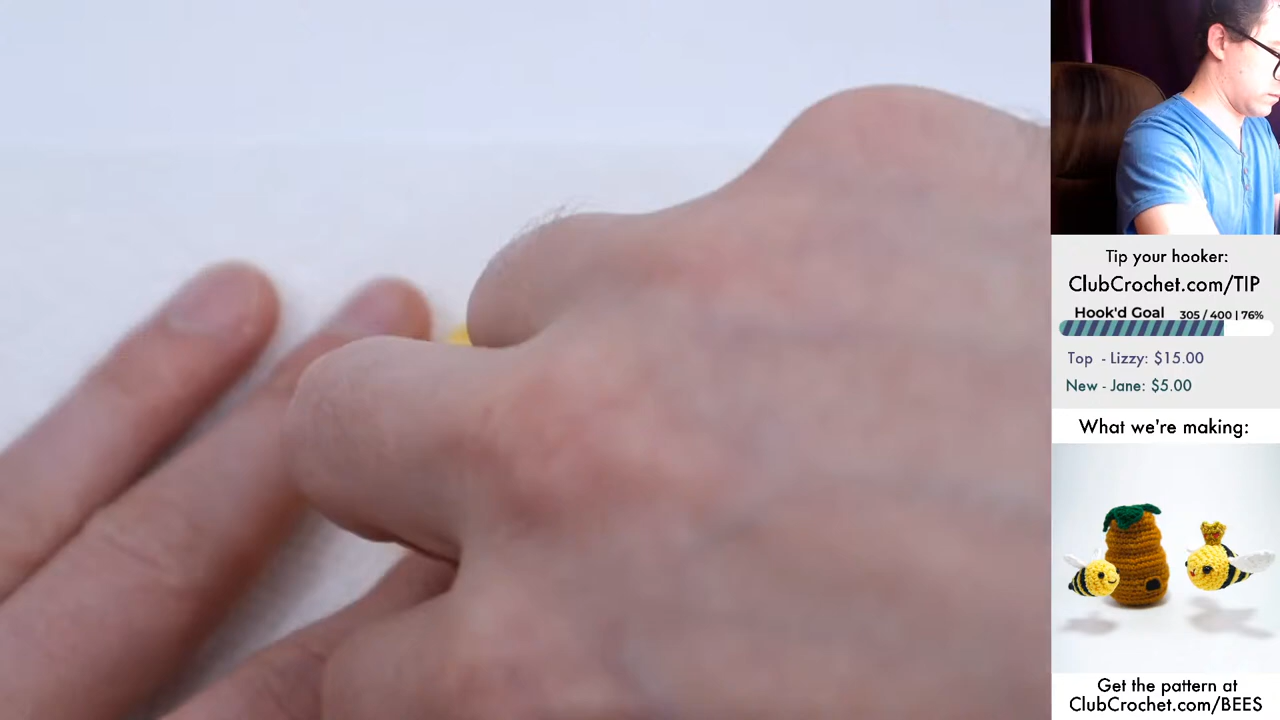 Tip your hooker:
ClubCrochet.com/TIP
Hook'd Goal 305 / 400 | 76%
Top - Lizzy: $15.00
New - Jane: $5.00
What we're making:
Get the pattern at
ClubCrochet.com/BEES